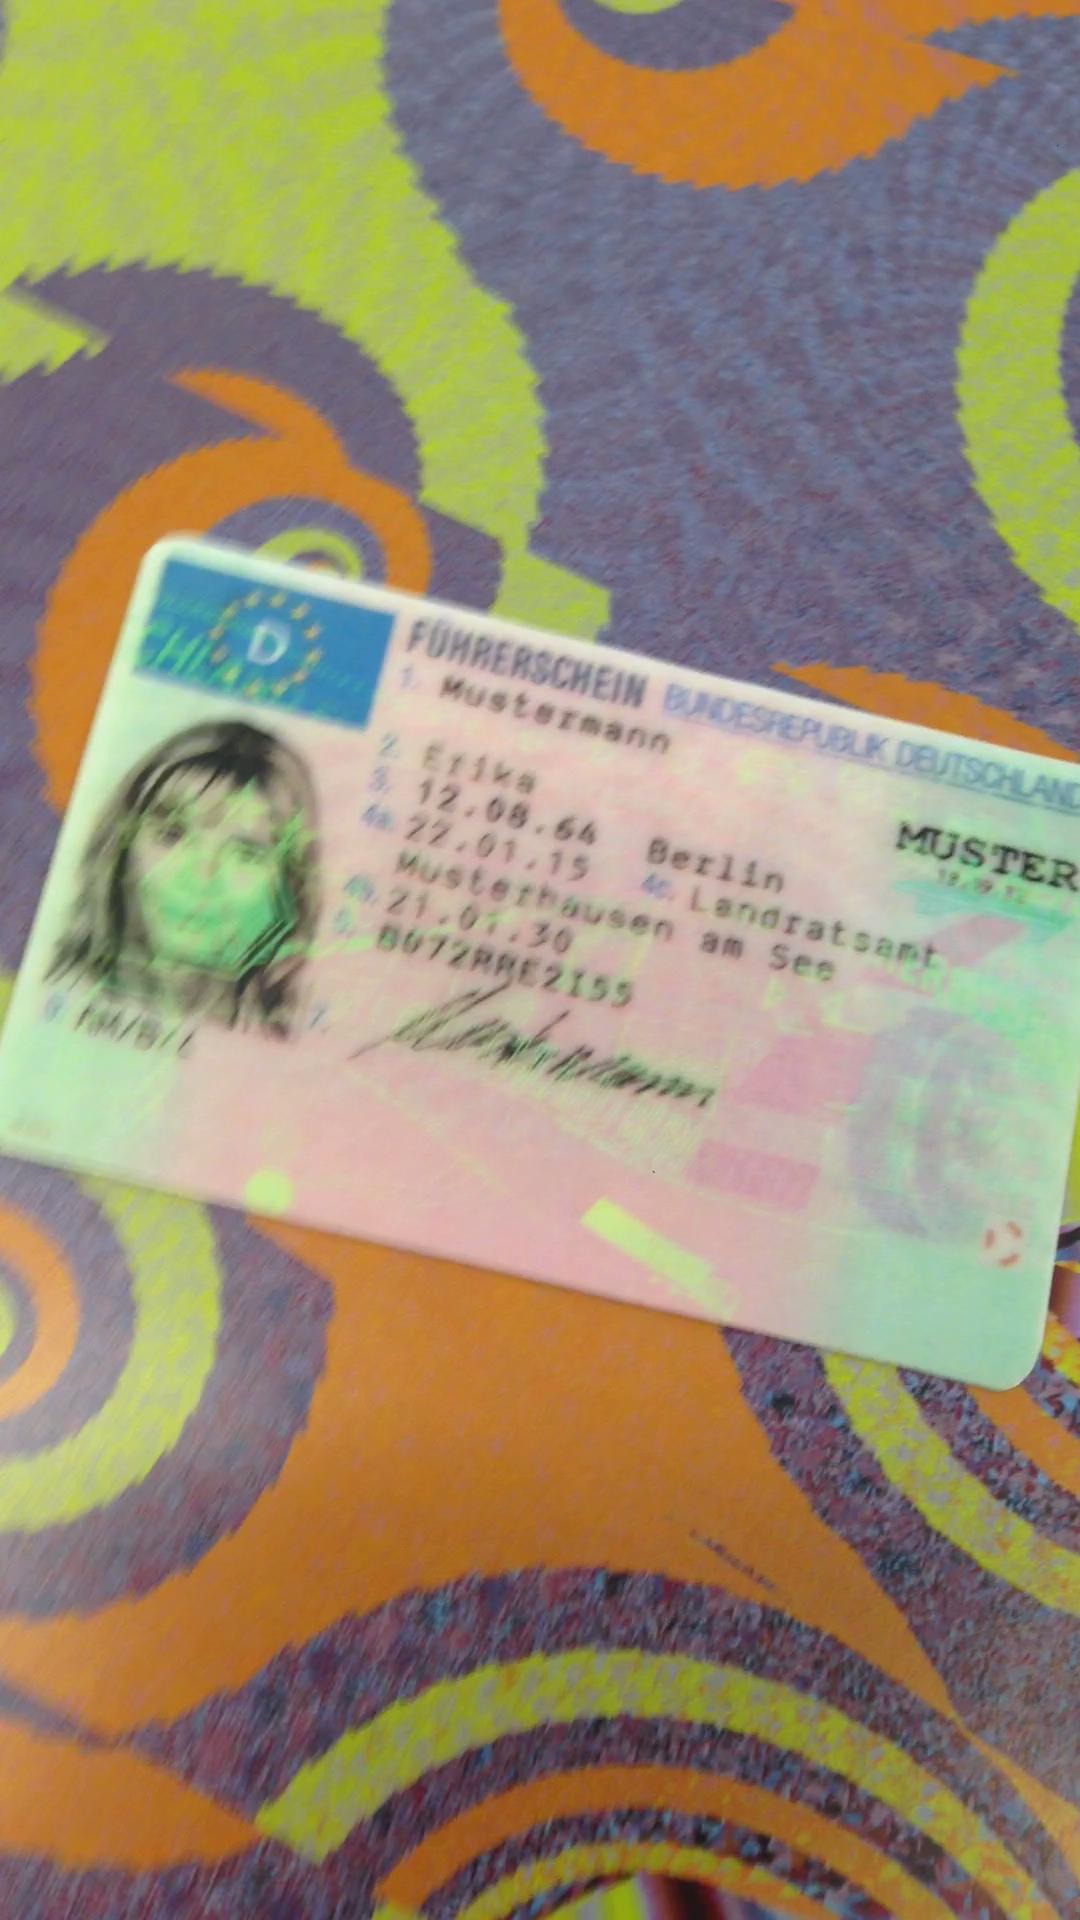 D
FÜHRERSCHEIN BUNDESREPUBLIK DEUTSCHLAND
1. Mustermann
2. Erika
3. 12.08.64 Berlin
4a. 22.01.15 4c. Landratsamt
Musterhausen am See
4b. 21.01.30
5. B072RRE2I55
7.
9. AM/B/L
MUSTER